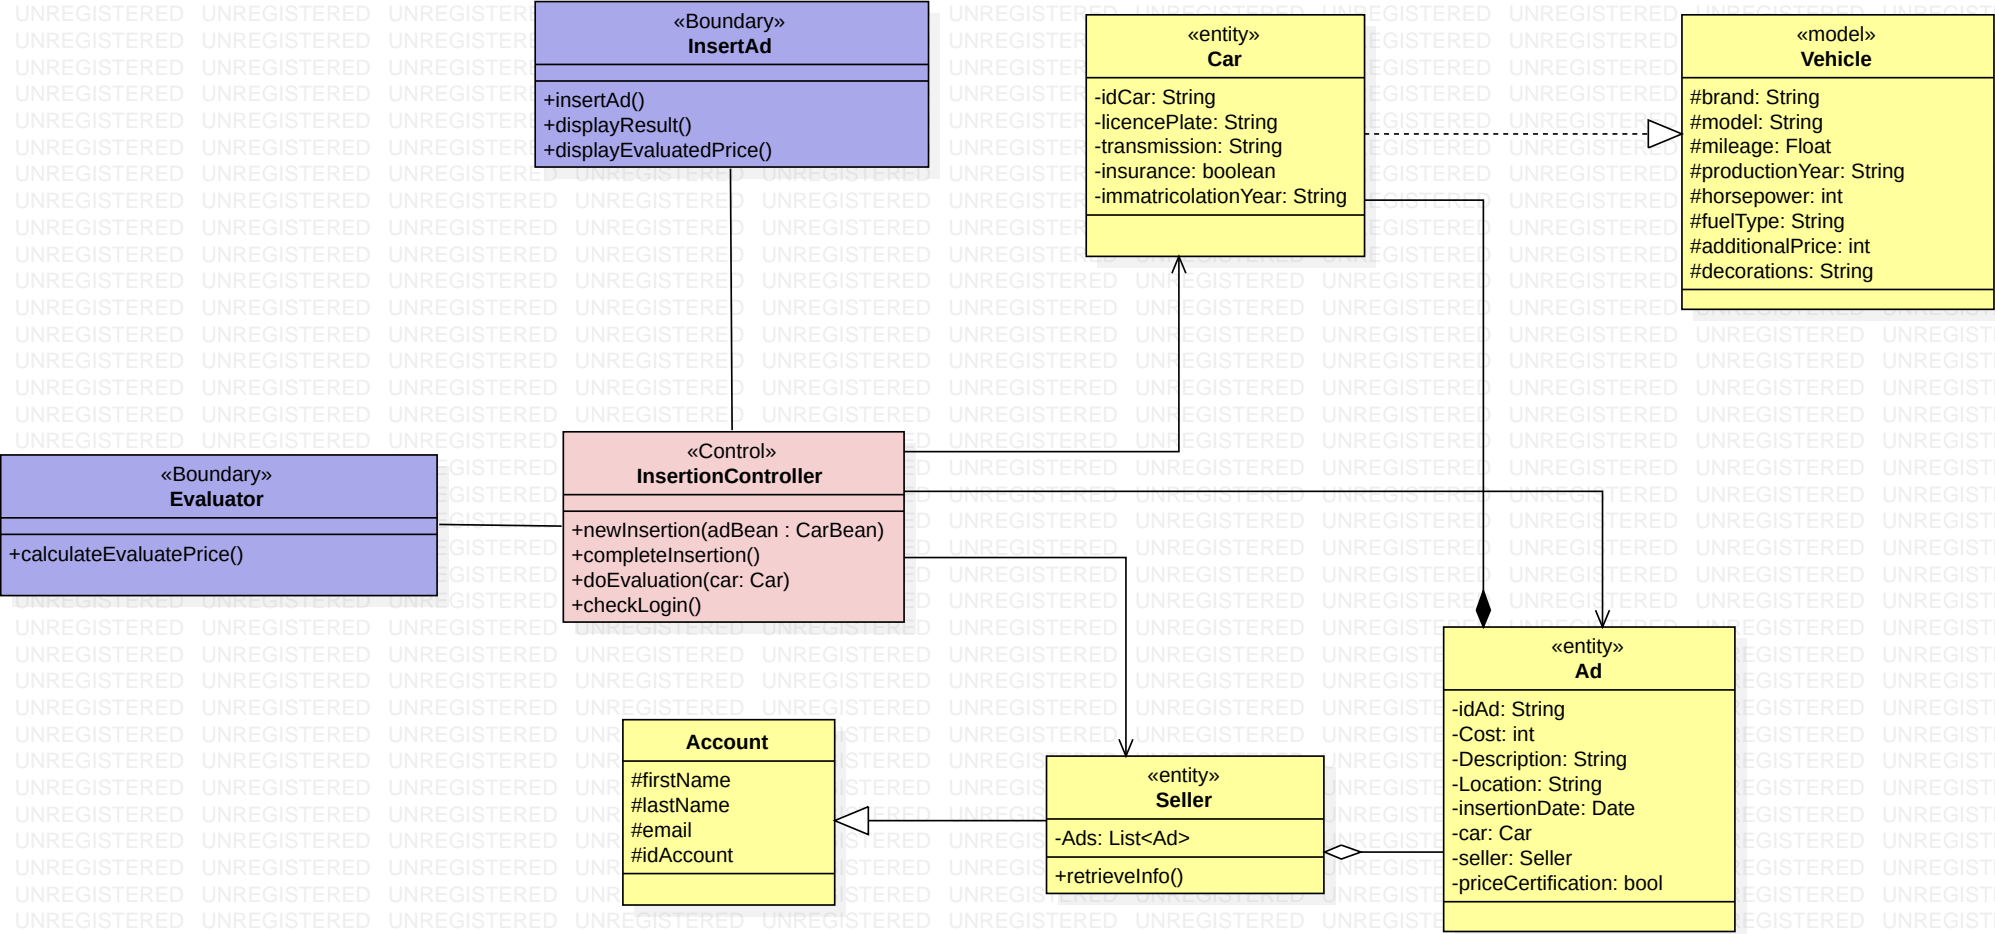 «Boundary»
InsertAd
+insertAd()
+displayResult()
+displayEvaluatedPrice()
«entity»
Car
-idCar: String
-licencePlate: String
-transmission: String
-insurance: boolean
-immatricolationYear: String
«model»
Vehicle
#brand: String
#model: String
#mileage: Float
#productionYear: String
#horsepower: int
#fuelType: String
#additionalPrice: int
#decorations: String
«Boundary»
Evaluator
+calculateEvaluatePrice()
«Control»
InsertionController
+newInsertion(adBean : CarBean)
+completeInsertion()
+doEvaluation(car: Car)
+checkLogin()
Account
#firstName
#lastName
#email
#idAccount
«entity»
Seller
-Ads: List<Ad>
+retrieveInfo()
«entity»
Ad
-idAd: String
-Cost: int
-Description: String
-Location: String
-insertionDate: Date
-car: Car
-seller: Seller
-priceCertification: bool
UNREGISTERED